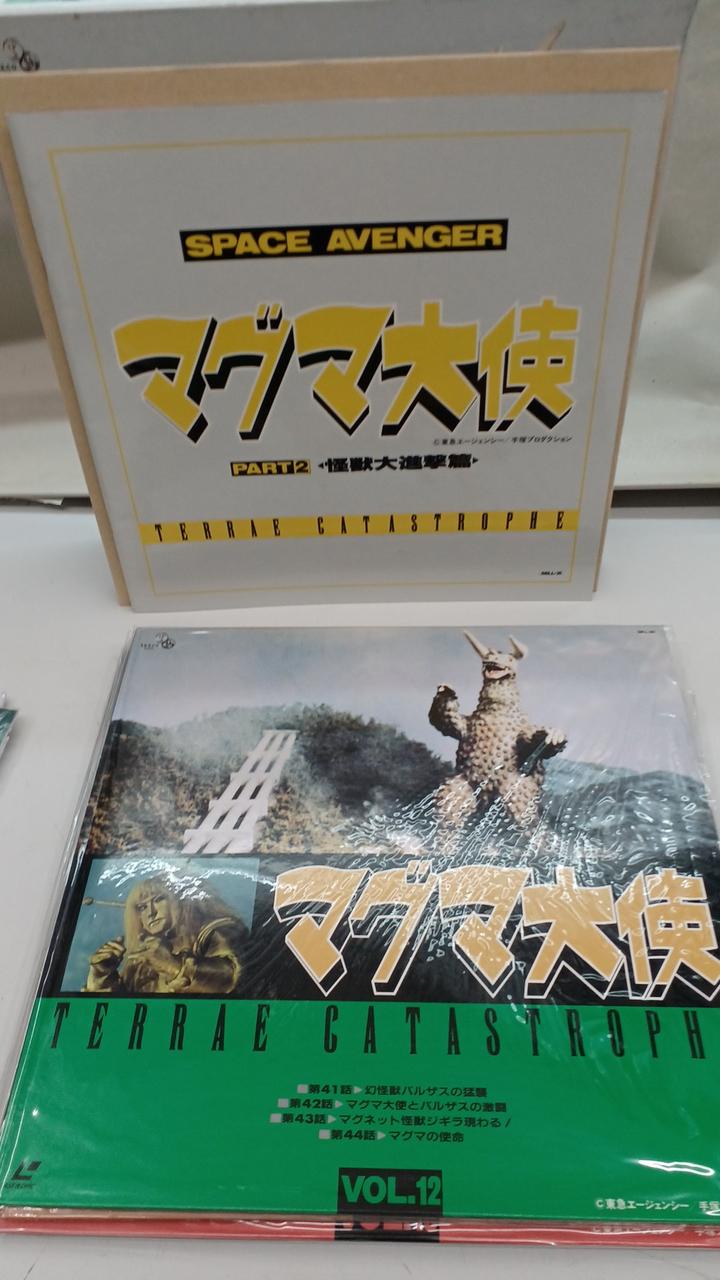 SPACE AVENGER
マグマ大使
©東急エージェンシー/手塚プロダクション
PART2 怪獣大進撃篇
TERRAE CATASTROPHE
マグマ大使
TERRAE CATASTROPH
■第41話▶幻怪獣バルザスの猛襲
■第42話▶マグマ大使とバルザスの激闘
■第43話▶マグネット怪獣ジギラ現わる!
■第44話▶マグマの使命
VOL.12
©東急エージェンシー 手塚